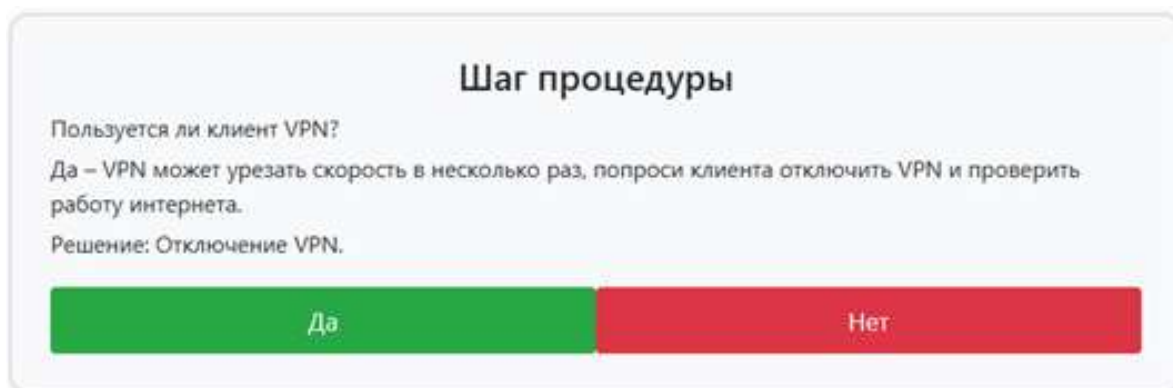 Шаг процедуры
Пользуется ли клиент VPN?
Да – VPN может урезать скорость в несколько раз, попроси клиента отключить VPN и проверить
работу интернета.
Решение: Отключение VPN.
Да
Нет